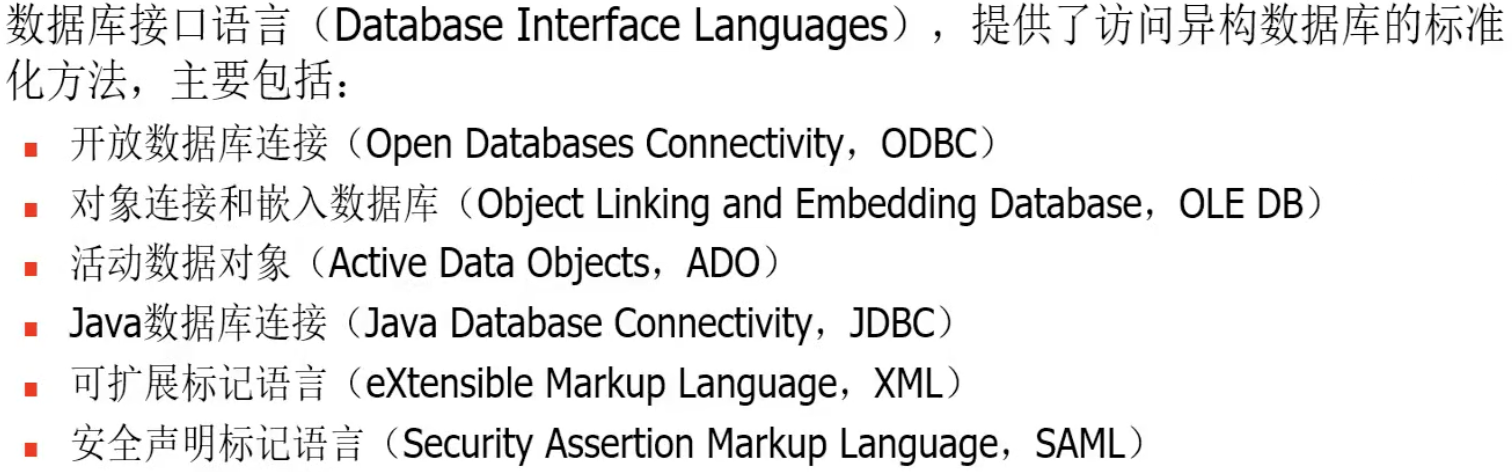 数据库接口语言（Database Interface Languages），提供了访问异构数据库的标准
化方法，主要包括：
开放数据库连接（Open Databases Connectivity，ODBC）
对象连接和嵌入数据库（Object Linking and Embedding Database，OLE DB）
活动数据对象（Active Data Objects，ADO）
Java数据库连接（Java Database Connectivity，JDBC）
可扩展标记语言（eXtensible Markup Language，XML）
安全声明标记语言（Security Assertion Markup Language，SAML）